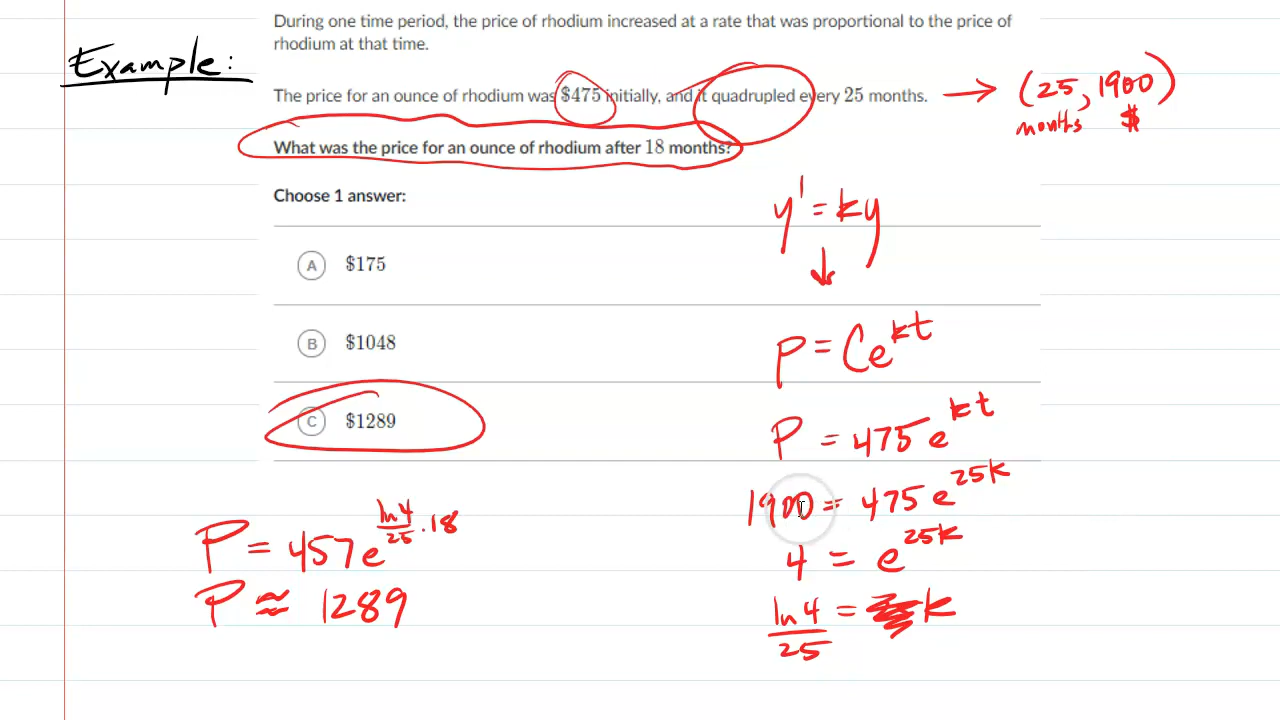 During one time period, the price of rhodium increased at a rate that was proportional to the price of
rhodium at that time.
Example:
The price for an ounce of rhodium was $475 initially, and it quadrupled every 25 months.
→ (25, 1900)
months $
What was the price for an ounce of rhodium after 18 months?
Choose 1 answer:
A $175
B $1048
C $1289
y' = ky
↓
P = Ce^kt
P = 475e^kt
1900 = 475e^25k
4 = e^25k
ln4/25 = k
P = 457e^ln4/25 · 18
P ≈ 1289